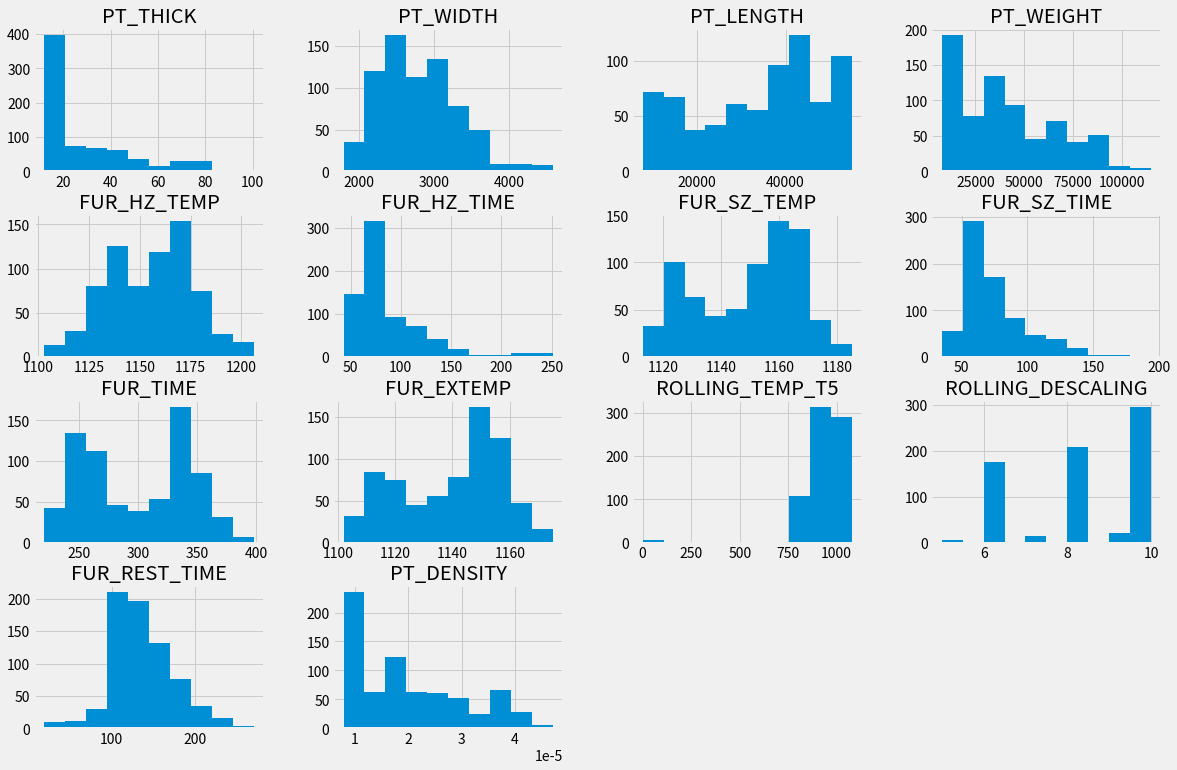 PT_THICK PT_WIDTH PT_LENGTH PT_WEIGHT
400 300 200 100 0 150 100 50 0 100 50 0 200 150 100 50 0
20 40 60 80 100 2000 3000 4000 20000 40000 25000 50000 75000 100000
FUR_HZ_TEMP FUR_HZ_TIME FUR_SZ_TEMP FUR_SZ_TIME
150 100 50 0 300 200 100 0 150 100 50 0 300 200 100 0
1100 1125 1150 1175 1200 50 100 150 200 250 1120 1140 1160 1180 50 100 150 200
FUR_TIME FUR_EXTEMP ROLLING_TEMP_T5 ROLLING_DESCALING
150 100 50 0 150 100 50 0 300 200 100 0 300 200 100 0
250 300 350 400 1100 1120 1140 1160 0 250 500 750 1000 6 8 10
FUR_REST_TIME PT_DENSITY
200 150 100 50 0 200 150 100 50 0
100 200 1 2 3 4
1e-5